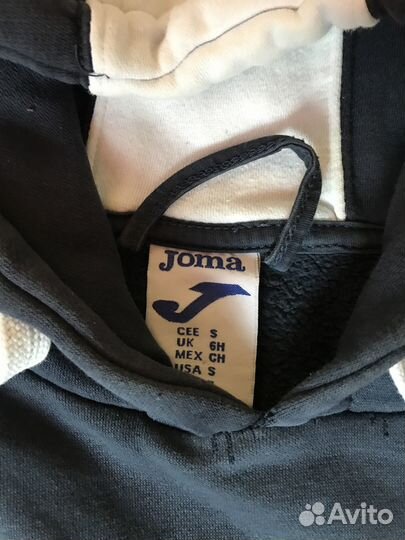 Joma
CEE S
UK 6H
MEX CH
USA S
Avito